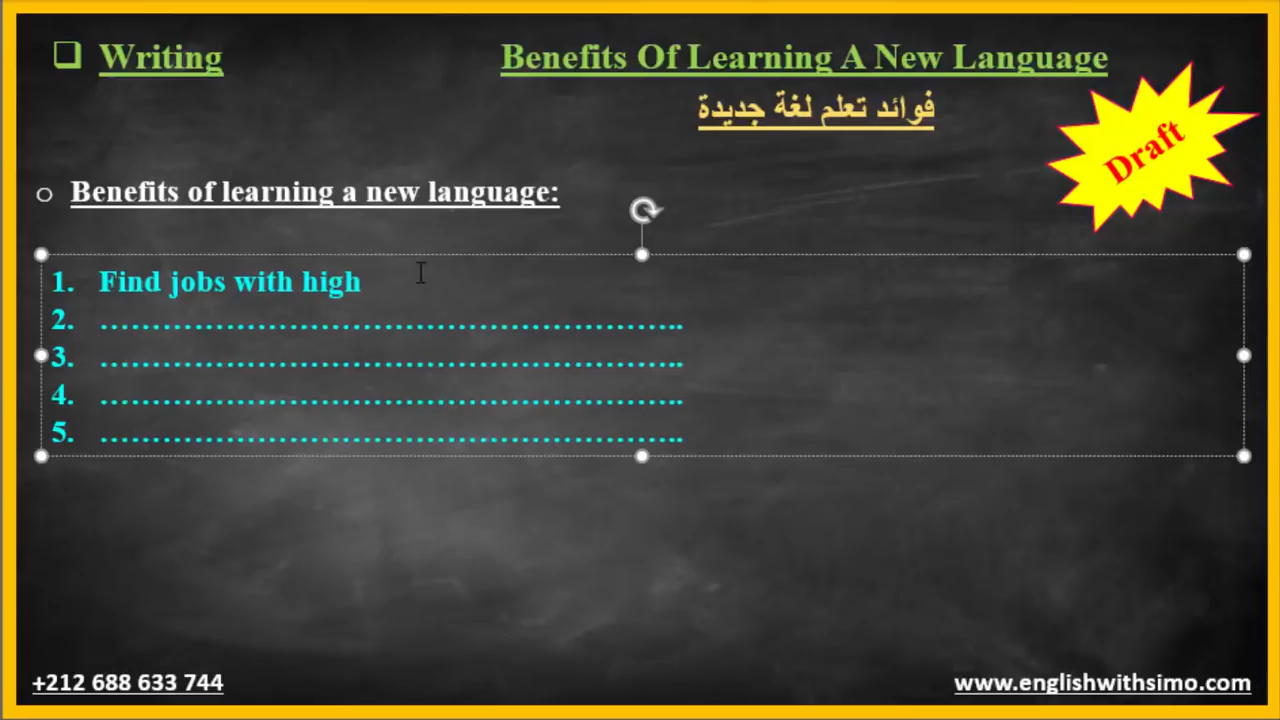 ❑ Writing
Benefits Of Learning A New Language
فوائد تعلم لغة جديدة
Draft
o Benefits of learning a new language:
1. Find jobs with high
2. ……………………………………………………..
3. ……………………………………………………..
4. ……………………………………………………..
5. ……………………………………………………..
+212 688 633 744
www.englishwithsimo.com